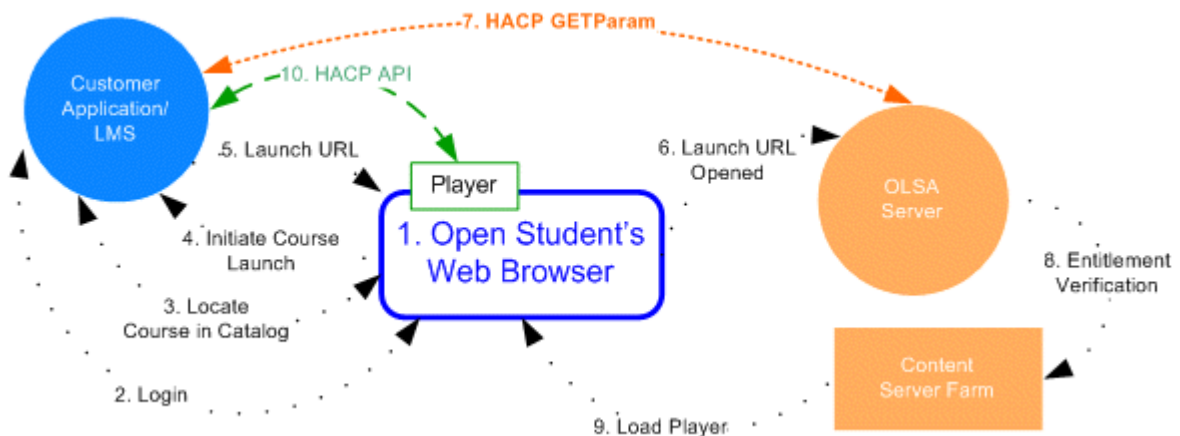 7. HACP GETParam
Customer
Application/
LMS
10. HACP API
5. Launch URL
6. Launch URL
Opened
Player
OLSA
Server
1. Open Student's
Web Browser
4. Initiate Course
Launch
8. Entitlement
Verification
3. Locate
Course in Catalog
Content
Server Farm
2. Login
9. Load Player